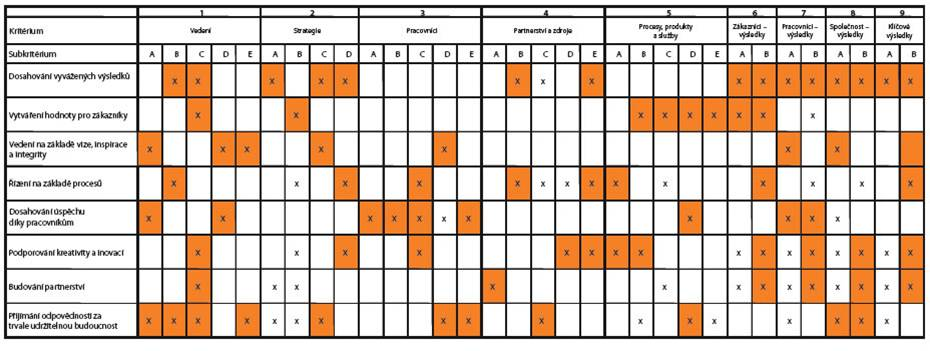 1 2 3 4 5 6 7 8 9
Kritérium Vedení Strategie Pracovníci Partnerství a zdroje Procesy, produkty a služby Zákazníci – výsledky Pracovníci – výsledky Společnost – výsledky Klíčové výsledky
Subkritérium A B C D E A B C D A B C D E A B C D E A B C D E A B A B A B A B
Dosahování vyvážených výsledků x x x x x x x x x x x x x x x x
Vytváření hodnoty pro zákazníky x x x x x x x x x
Vedení na základě vize, inspirace
a integrity x x x x x x x
Řízení na základě procesů x x x x x x x x x x x x x x
Dosahování úspěchu
díky pracovníkům x x x x x x x x x x x
Podporování kreativity a inovací x x x x x x x x x x x x x x x x
Budování partnerství x x x x x x x x x x x x x
Přijímání odpovědnosti za
trvale udržitelnou budoucnost x x x x x x x x x x x x x x x x x